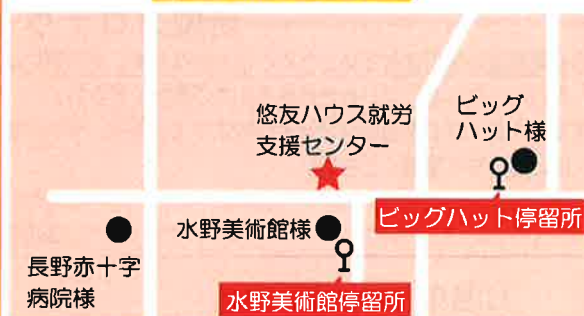 悠友ハウス就労
支援センター
ビッグ
ハット様
ビッグハット停留所
水野美術館様
長野赤十字
病院様
水野美術館停留所